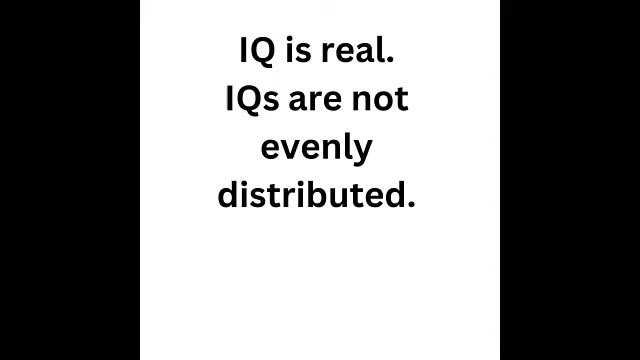 IQ is real.
IQs are not
evenly
distributed.